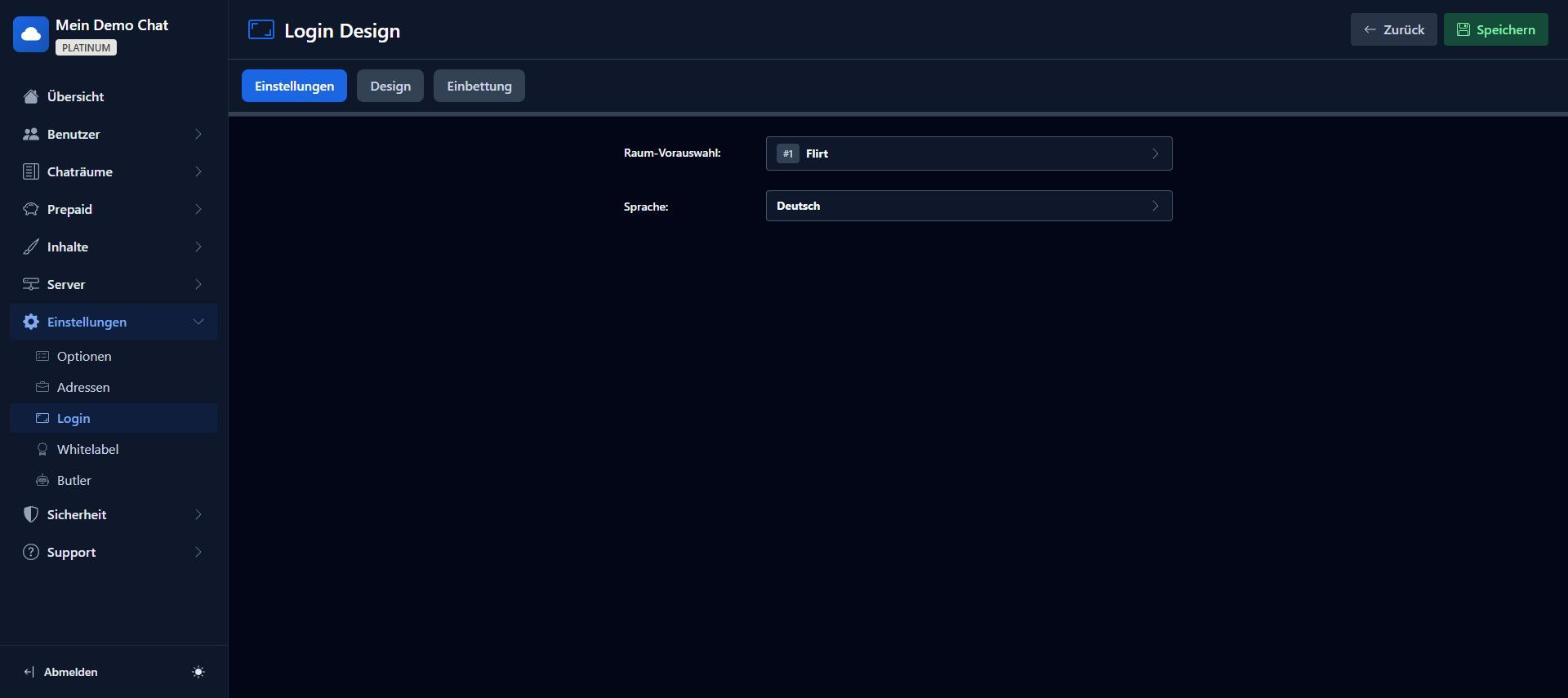 Mein Demo Chat
PLATINUM
Übersicht
Benutzer
Chaträume
Prepaid
Inhalte
Server
Einstellungen
Optionen
Adressen
Login
Whitelabel
Butler
Sicherheit
Support
Abmelden
Login Design
Zurück
Speichern
Einstellungen
Design
Einbettung
Raum-Vorauswahl:
#1 Flirt
Sprache:
Deutsch